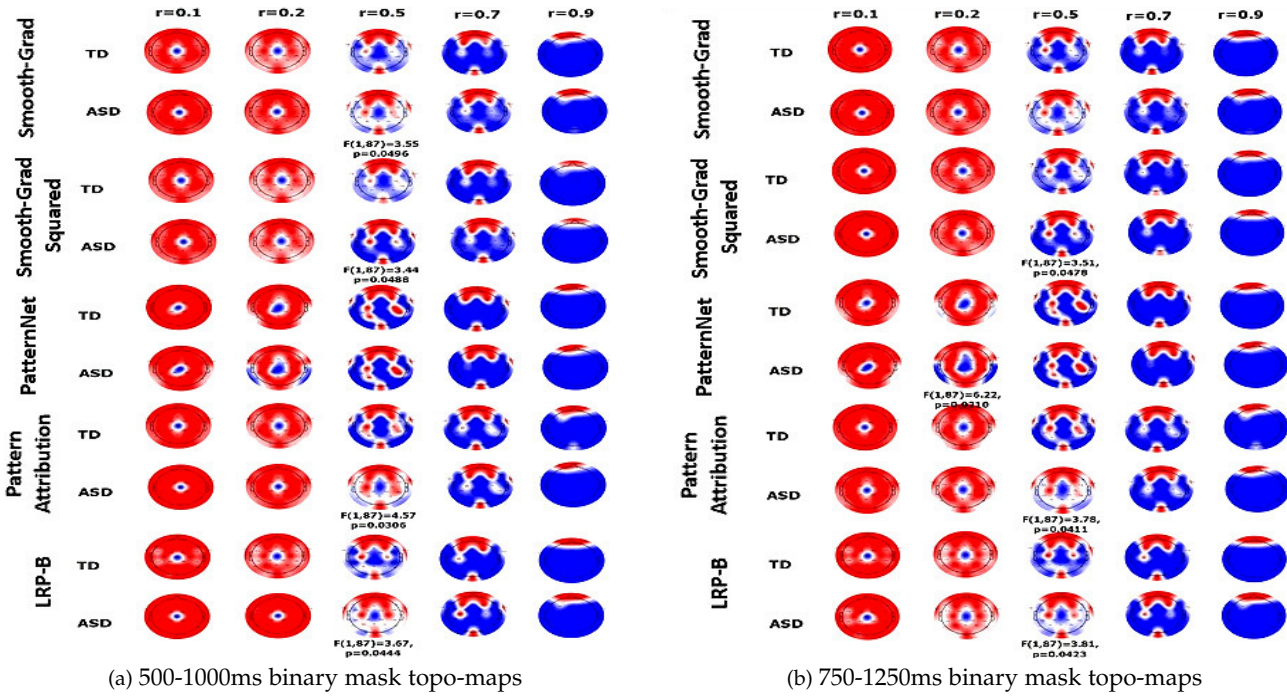 r=0.1 r=0.2 r=0.5 r=0.7 r=0.9
Smooth-Grad
TD
ASD
F(1,87)=3.55
p=0.0496
Smooth-Grad
Squared
TD
ASD
F(1,87)=3.44
p=0.0488
PatternNet
TD
ASD
Pattern
Attribution
TD
ASD
F(1,87)=4.57
p=0.0306
LRP-B
TD
ASD
F(1,87)=3.67,
p=0.0444
(a) 500-1000ms binary mask topo-maps
r=0.1 r=0.2 r=0.5 r=0.7 r=0.9
Smooth-Grad
TD
ASD
Smooth-Grad
Squared
TD
ASD
F(1,87)=3.51,
p=0.0478
PatternNet
TD
ASD
F(1,87)=6.22,
p=0.0210
Pattern
Attribution
TD
ASD
F(1,87)=3.78,
p=0.0411
LRP-B
TD
ASD
F(1,87)=3.81,
p=0.0423
(b) 750-1250ms binary mask topo-maps